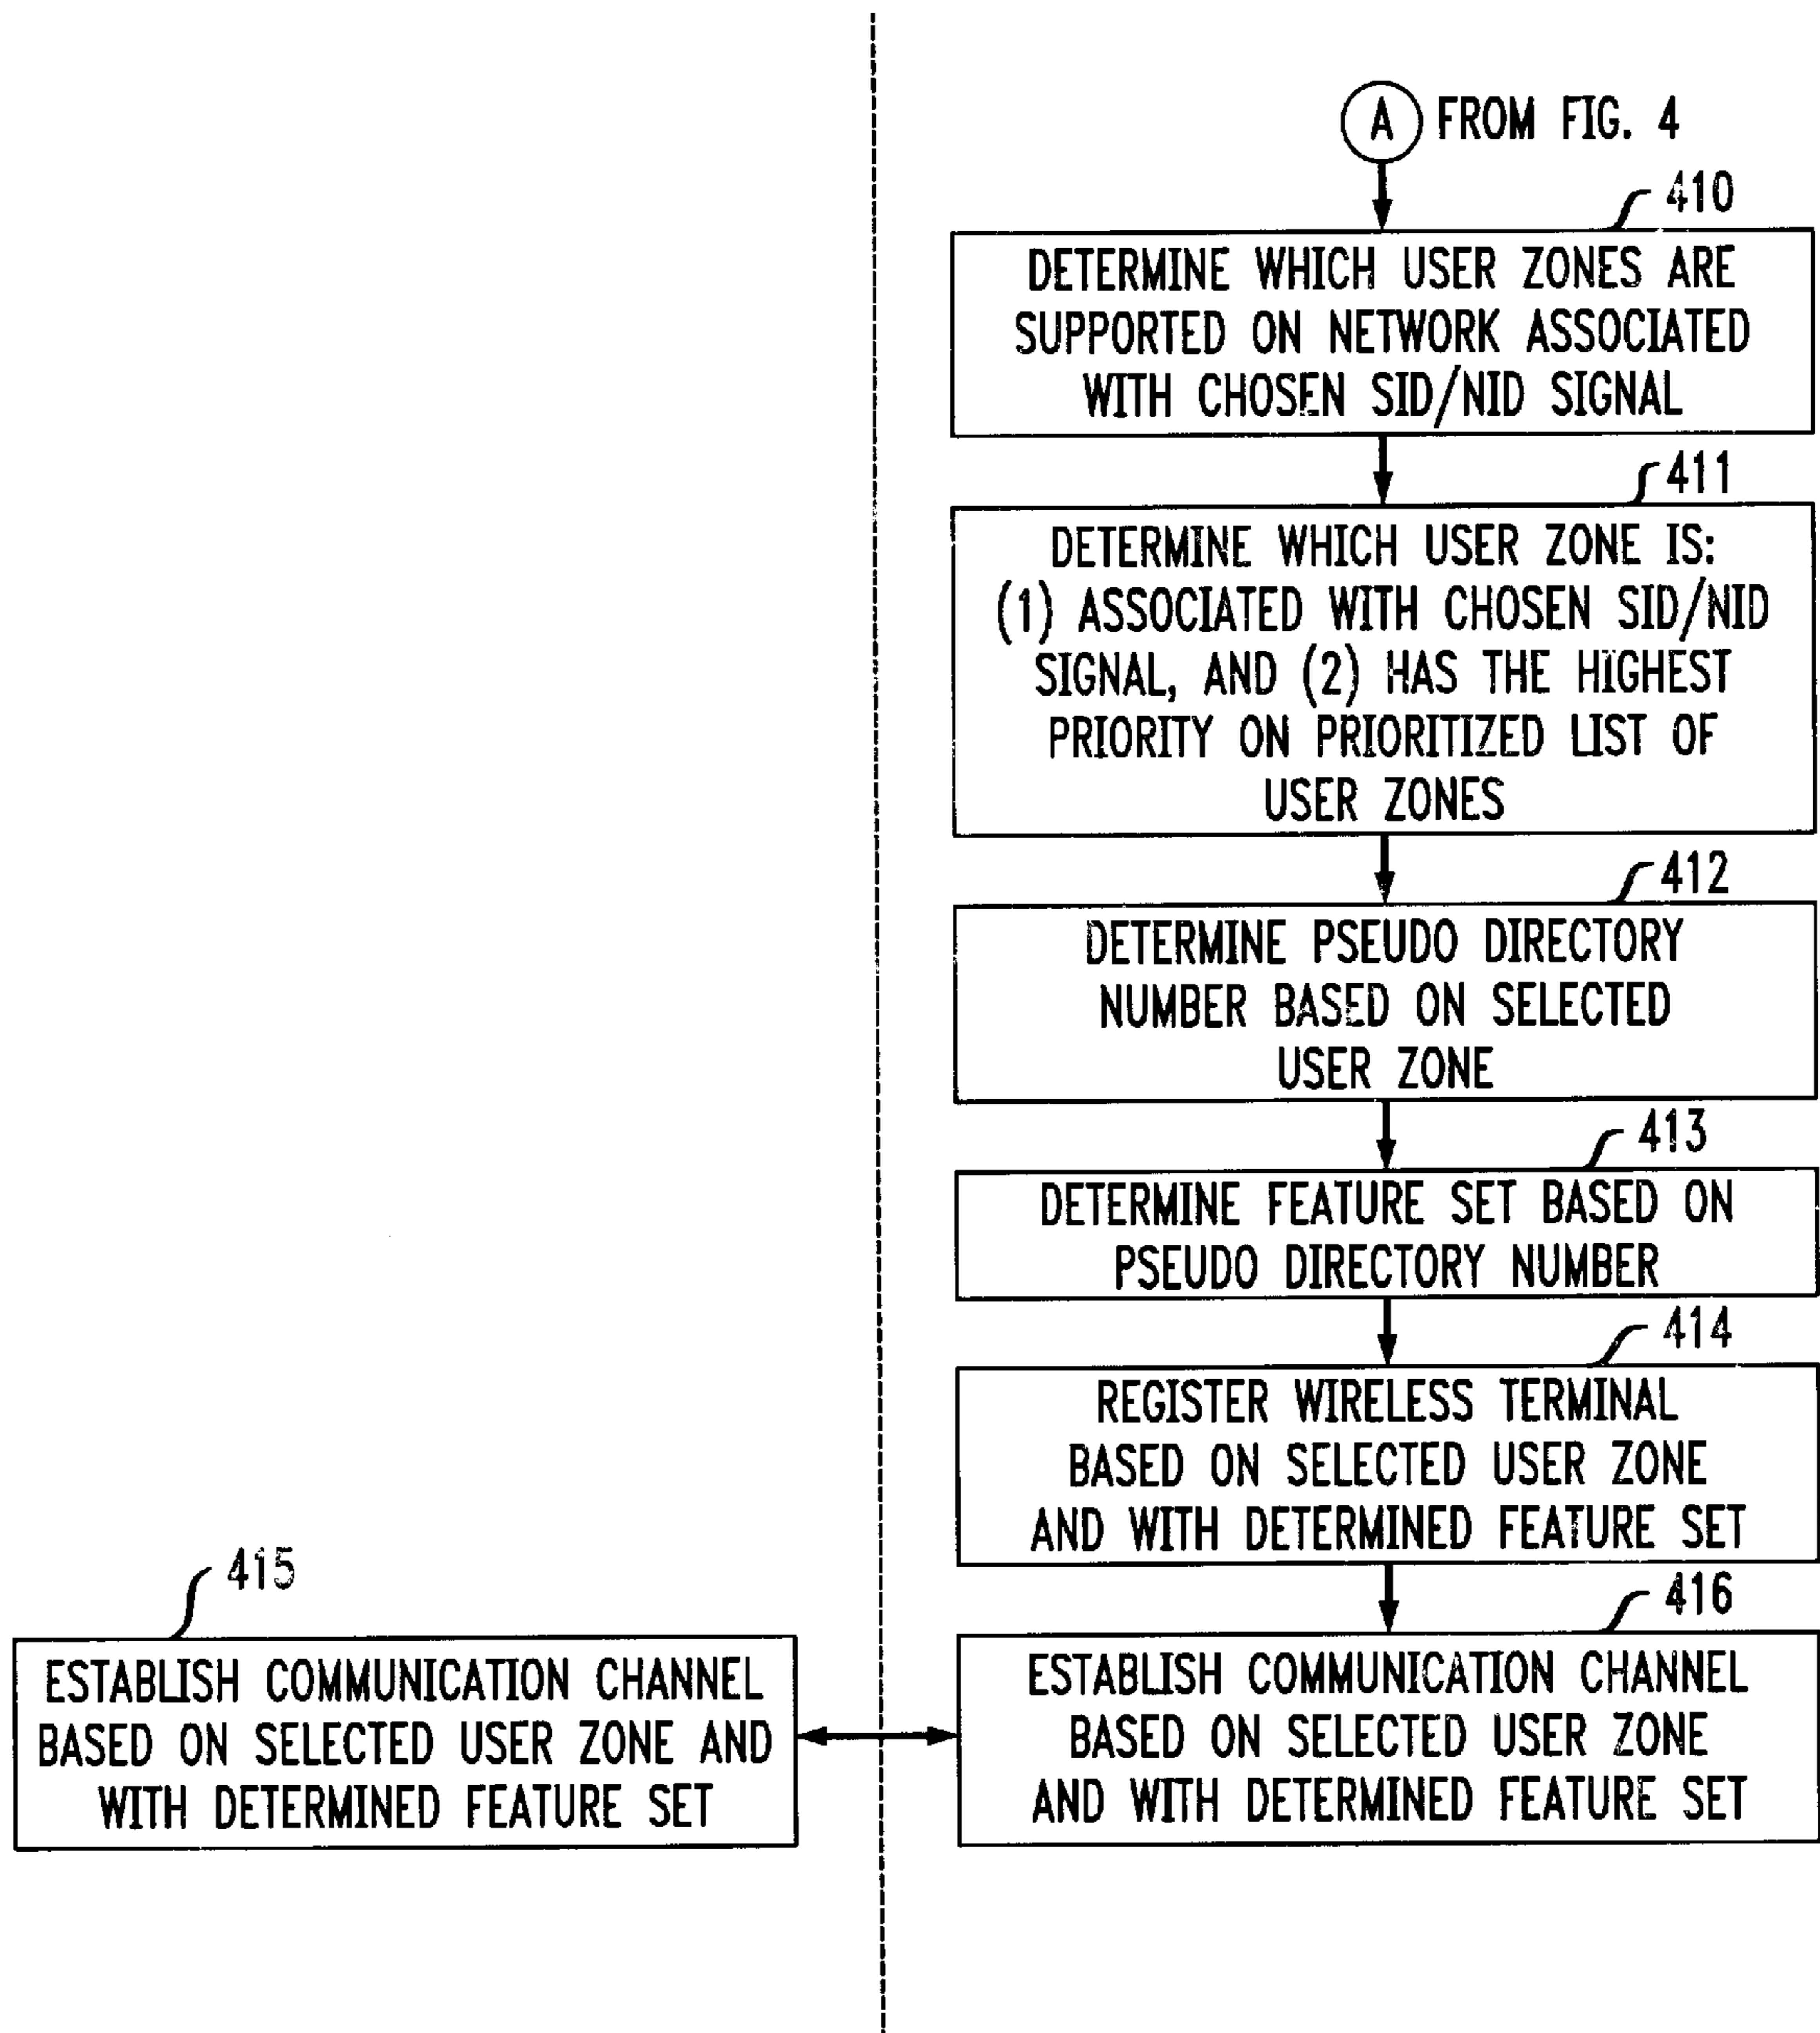 A FROM FIG. 4
410
DETERMINE WHICH USER ZONES ARE
SUPPORTED ON NETWORK ASSOCIATED
WITH CHOSEN SID/NID SIGNAL
411
DETERMINE WHICH USER ZONE IS:
(1) ASSOCIATED WITH CHOSEN SID/NID
SIGNAL, AND (2) HAS THE HIGHEST
PRIORITY ON PRIORITIZED LIST OF
USER ZONES
412
DETERMINE PSEUDO DIRECTORY
NUMBER BASED ON SELECTED
USER ZONE
413
DETERMINE FEATURE SET BASED ON
PSEUDO DIRECTORY NUMBER
414
REGISTER WIRELESS TERMINAL
BASED ON SELECTED USER ZONE
AND WITH DETERMINED FEATURE SET
415
ESTABLISH COMMUNICATION CHANNEL
BASED ON SELECTED USER ZONE AND
WITH DETERMINED FEATURE SET
416
ESTABLISH COMMUNICATION CHANNEL
BASED ON SELECTED USER ZONE
AND WITH DETERMINED FEATURE SET